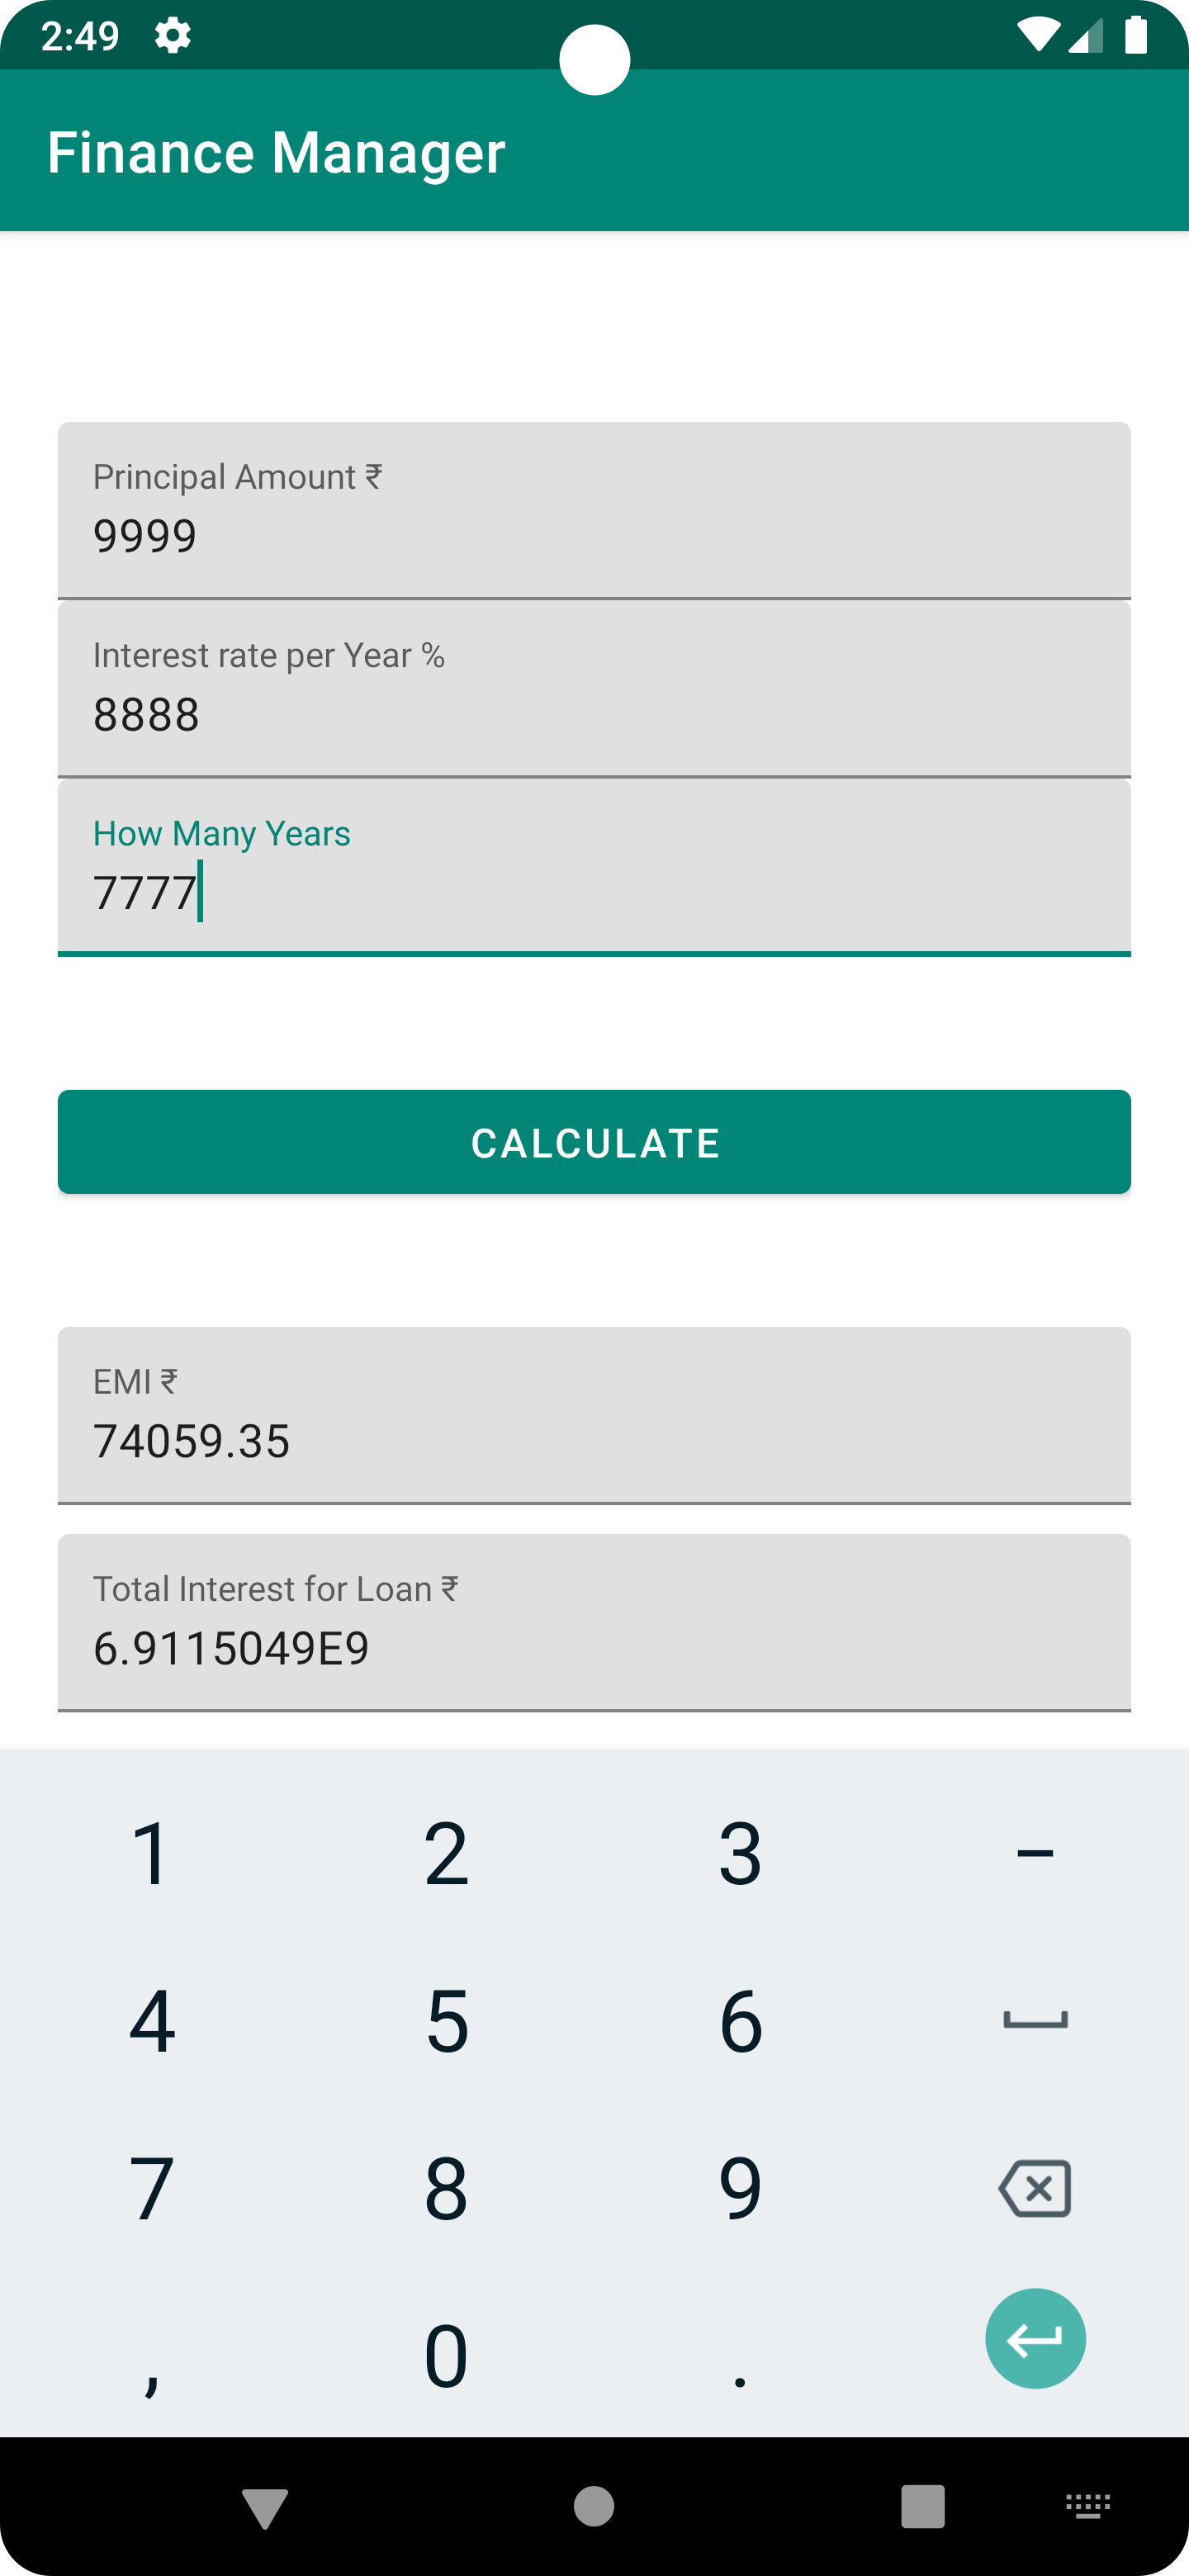 2:49
Finance Manager
Principal Amount ₹
9999
Interest rate per Year %
8888
How Many Years
7777
CALCULATE
EMI ₹
74059.35
Total Interest for Loan ₹
6.9115049E9
1 2 3 –
4 5 6
7 8 9
, 0 .